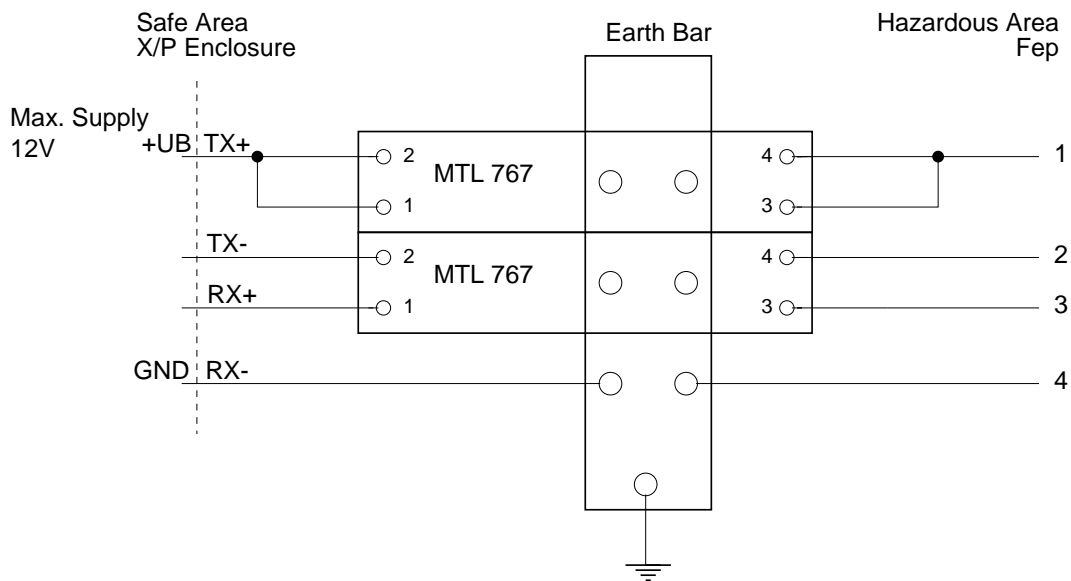 Safe Area
X/P Enclosure
Earth Bar
Hazardous Area
Fep
Max. Supply
12V
+UB TX+
2
MTL 767
4
1
1
3
TX-
2
MTL 767
4
2
RX+
1
3
3
GND RX-
4